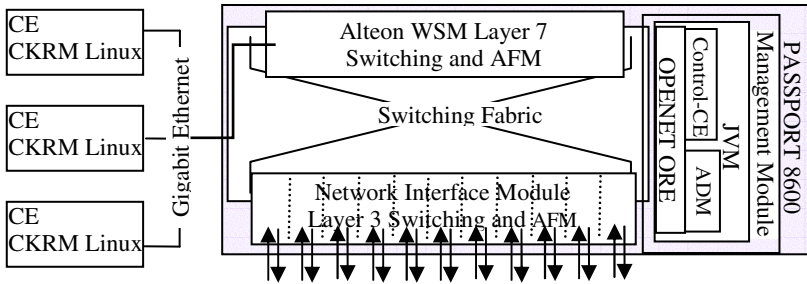 CE
CKRM Linux
CE
CKRM Linux
CE
CKRM Linux
Gigabit Ethernet
Alteon WSM Layer 7
Switching and AFM
Switching Fabric
Network Interface Module
Layer 3 Switching and AFM
OPENET ORE
Control-CE
ADM
JVM
Management Module
PASSPORT 8600